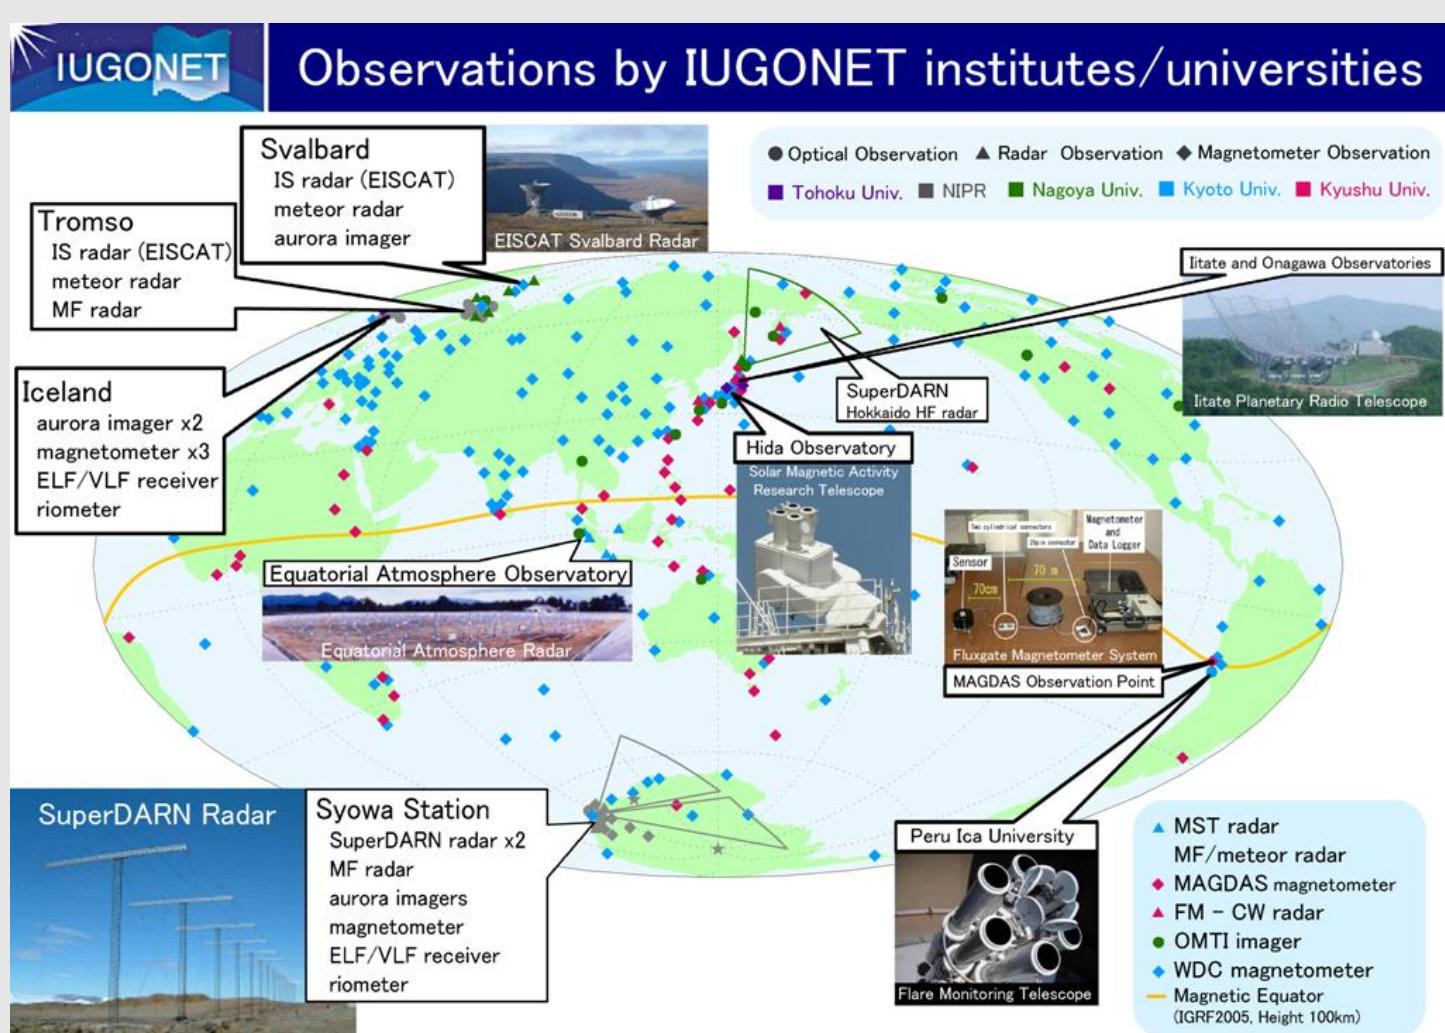 IUGONET
Observations by IUGONET institutes/universities
Svalbard
IS radar (EISCAT)
meteor radar
aurora imager
EISCAT Svalbard Radar
● Optical Observation ▲ Radar Observation ◆ Magnetometer Observation
■ Tohoku Univ. ■ NIPR ■ Nagoya Univ. ■ Kyoto Univ. ■ Kyushu Univ.
Tromso
IS radar (EISCAT)
meteor radar
MF radar
Iitate and Onagawa Observatories
Iitate Planetary Radio Telescope
Iceland
aurora imager x2
magnetometer x3
ELF/VLF receiver
riometer
SuperDARN
Hokkaido HF radar
Hida Observatory
Solar Magnetic Activity
Research Telescope
Equatorial Atmosphere Observatory
Equatorial Atmosphere Radar
Two cylindrical connectors
25pin connector
Magnetometer
and
Data Logger
Sensor
70 m
70cm
Fluxgate Magnetometer System
MAGDAS Observation Point
SuperDARN Radar
Syowa Station
SuperDARN radar x2
MF radar
aurora imagers
magnetometer
ELF/VLF receiver
riometer
Peru Ica University
Flare Monitoring Telescope
MST radar
MF/meteor radar
MAGDAS magnetometer
FM - CW radar
OMTI imager
WDC magnetometer
Magnetic Equator
(IGRF2005, Height 100km)